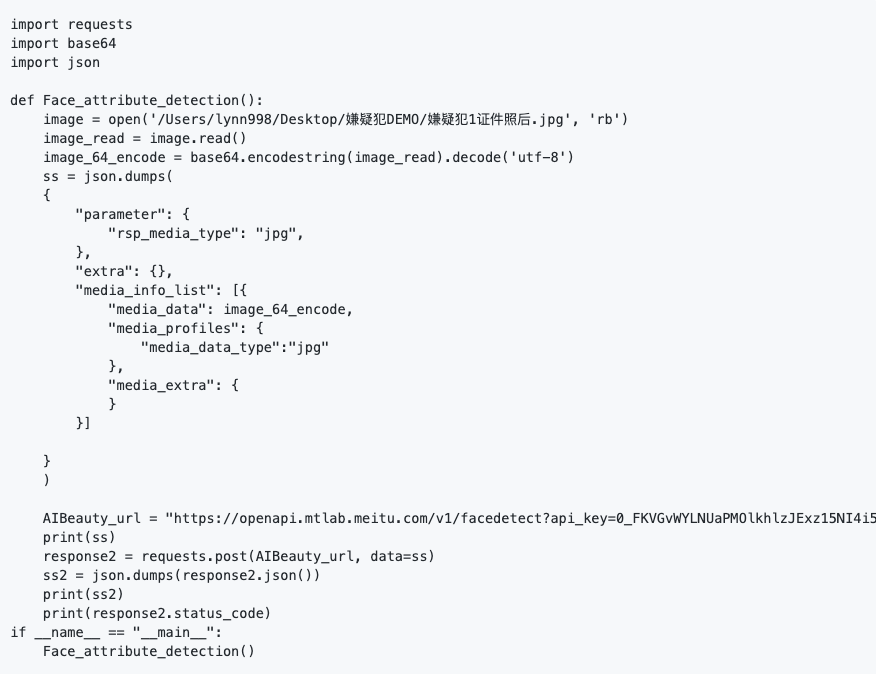 import requests
import base64
import json
def Face_attribute_detection():
    image = open('/Users/lynn998/Desktop/嫌疑犯DEMO/嫌疑犯1证件照后.jpg', 'rb')
    image_read = image.read()
    image_64_encode = base64.encodestring(image_read).decode('utf-8')
    ss = json.dumps(
    {
        "parameter": {
            "rsp_media_type": "jpg",
        },
        "extra": {},
        "media_info_list": [{
            "media_data": image_64_encode,
            "media_profiles": {
                "media_data_type":"jpg"
            },
            "media_extra": {
            }
        }]
    }
    )
    AIBeauty_url = "https://openapi.mtlab.meitu.com/v1/facedetect?api_key=0_FKVGvWYLNUaPMOlkhlzJExz15NI4i5
    print(ss)
    response2 = requests.post(AIBeauty_url, data=ss)
    ss2 = json.dumps(response2.json())
    print(ss2)
    print(response2.status_code)
if __name__ == "__main__":
    Face_attribute_detection()